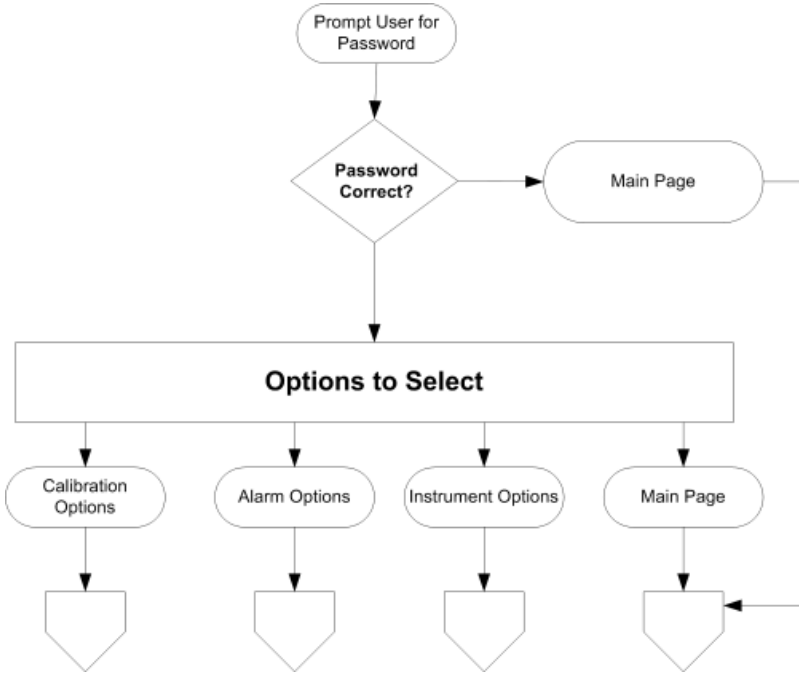 Prompt User for
Password
Password
Correct?
Main Page
Options to Select
Calibration
Options
Alarm Options
Instrument Options
Main Page